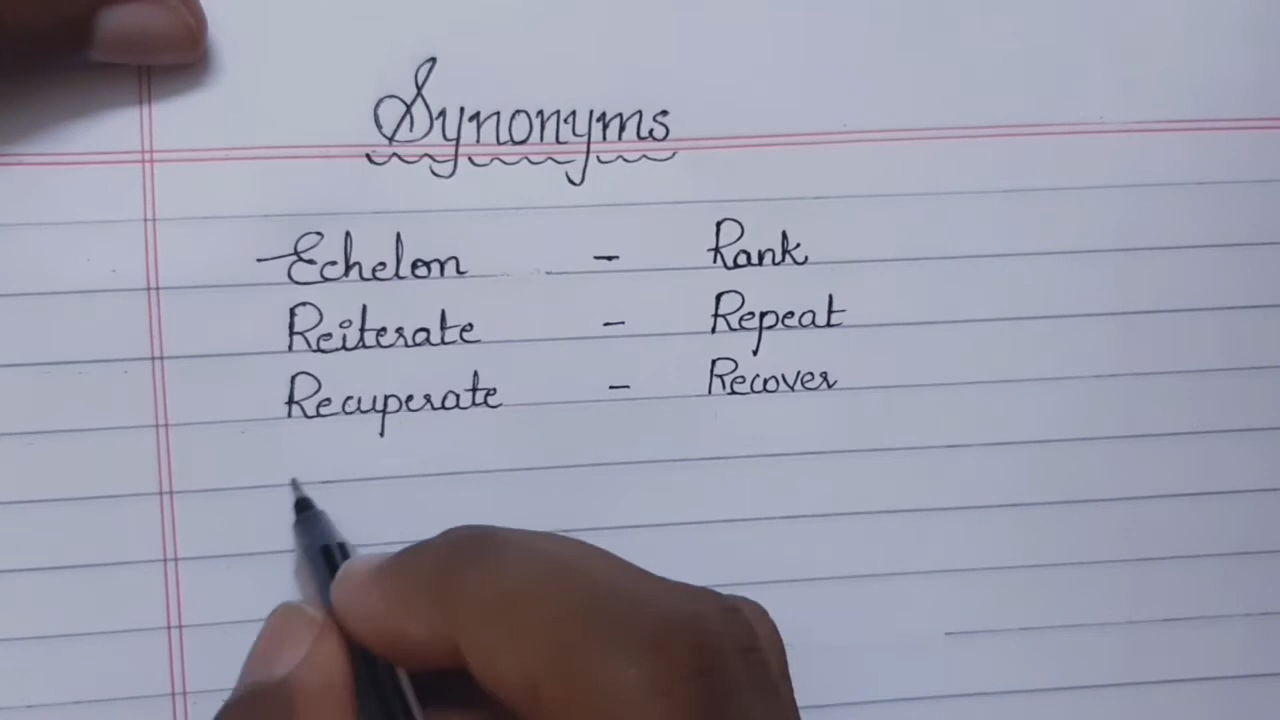 Synonyms
Echelon - Rank
Reiterate - Repeat
Recuperate - Recover